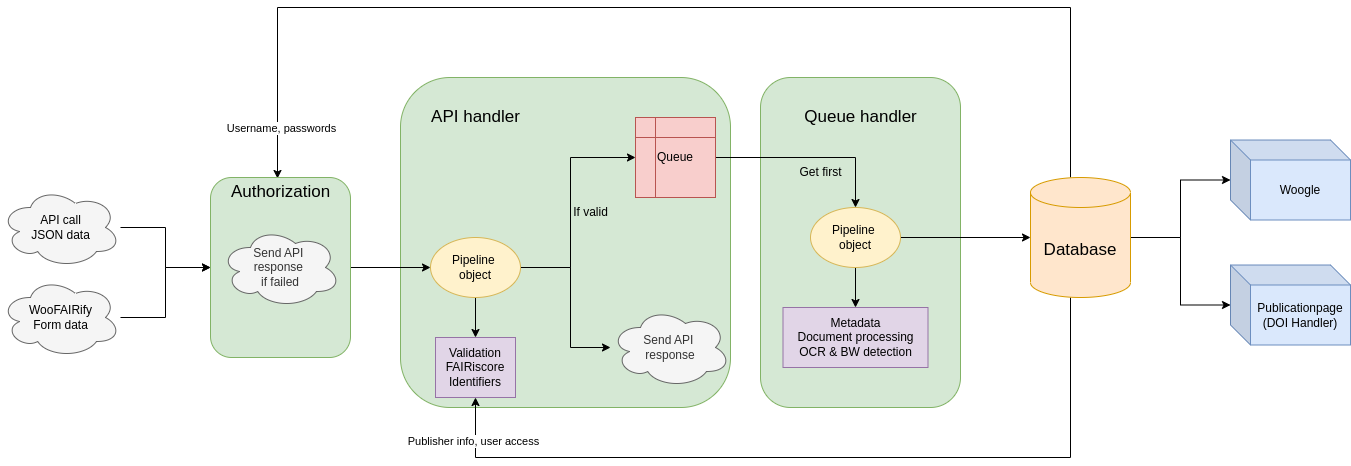 Username, passwords
API handler
Queue handler
Queue
Get first
Woogle
Authorization
API call
JSON data
Send API
response
if failed
If valid
Pipeline
object
Pipeline
object
Database
WooFAIRify
Form data
Validation
FAIRiscore
Identifiers
Send API
response
Metadata
Document processing
OCR & BW detection
Publicationpage
(DOI Handler)
Publisher info, user access